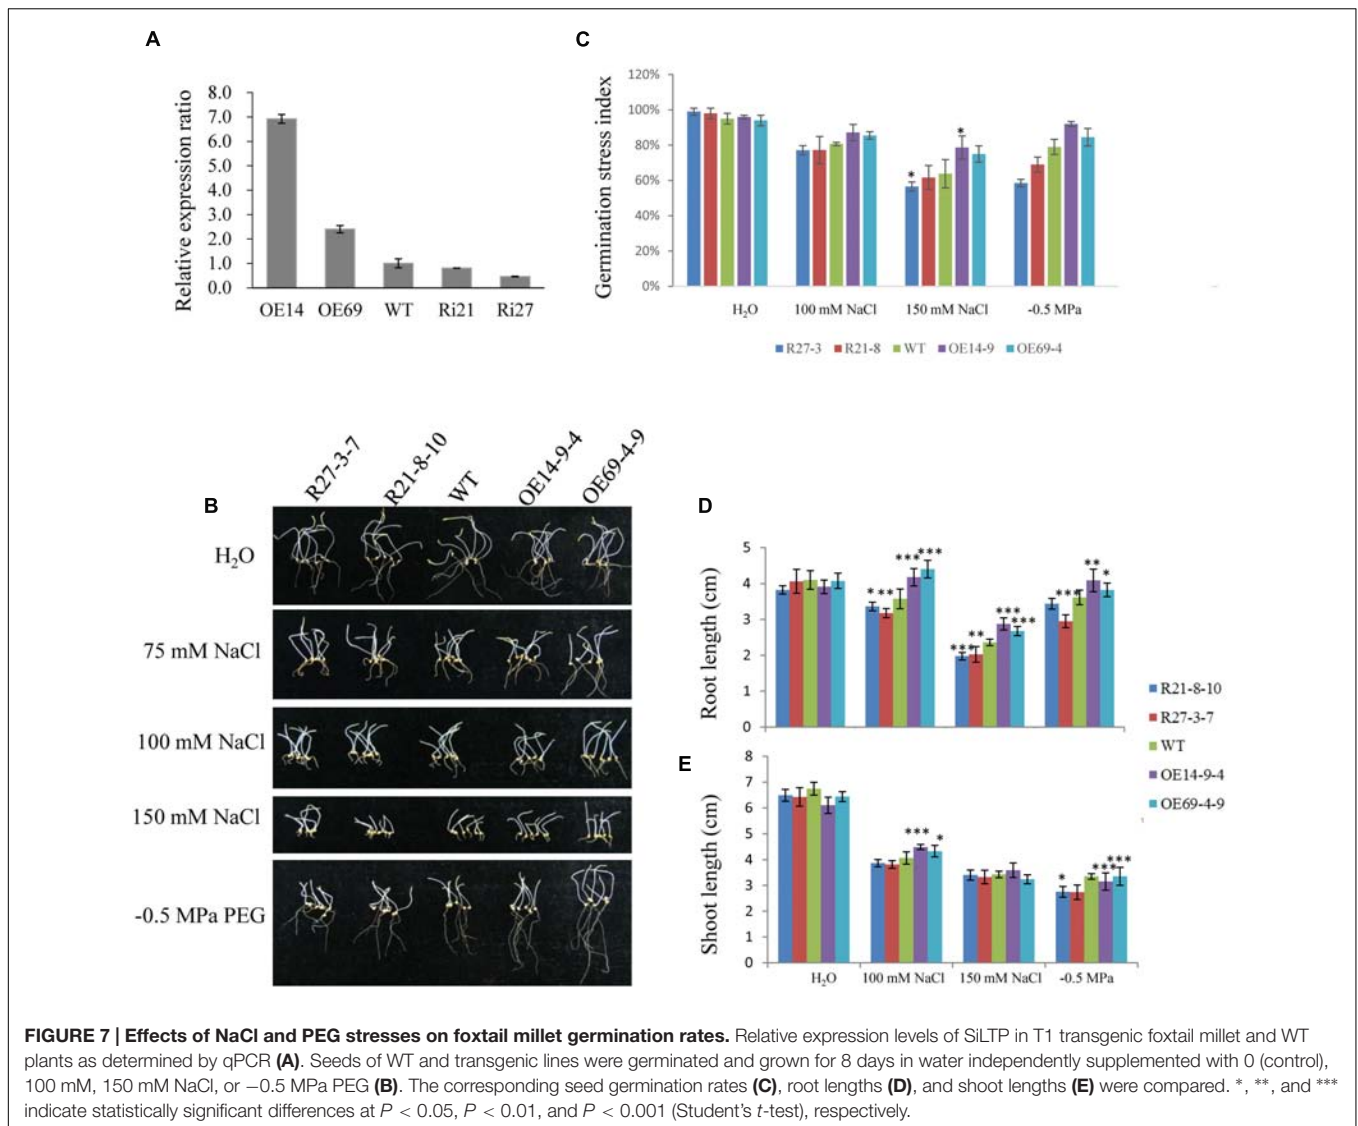 A
Relative expression ratio
8.0
7.0
6.0
5.0
4.0
3.0
2.0
1.0
0.0
OE14 OE69 WT Ri21 Ri27
C
Germination stress index
120%
100%
80%
60%
40%
20%
0%
*
*
H₂O 100 mM NaCl 150 mM NaCl -0.5 MPa
R27-3 R21-8 WT OE14-9 OE69-4
B
R27-3-7 R21-8-10 WT OE14-9-4 OE69-4-9
H₂O
75 mM NaCl
100 mM NaCl
150 mM NaCl
-0.5 MPa PEG
D
Root length (cm)
5
4
3
2
1
0
* ** *** ***
*** ** *** ***
*** ** *
E
Shoot length (cm)
8
7
6
5
4
3
2
1
0
*** *
* *** ***
H₂O 100 mM NaCl 150 mM NaCl -0.5 MPa
R21-8-10
R27-3-7
WT
OE14-9-4
OE69-4-9
FIGURE 7 | Effects of NaCl and PEG stresses on foxtail millet germination rates. Relative expression levels of SiLTP in T1 transgenic foxtail millet and WT
plants as determined by qPCR (A). Seeds of WT and transgenic lines were germinated and grown for 8 days in water independently supplemented with 0 (control),
100 mM, 150 mM NaCl, or −0.5 MPa PEG (B). The corresponding seed germination rates (C), root lengths (D), and shoot lengths (E) were compared. *, **, and ***
indicate statistically significant differences at P < 0.05, P < 0.01, and P < 0.001 (Student's t-test), respectively.